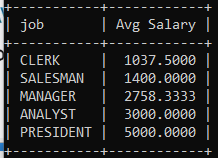 +-----------+------------+
| job       | Avg Salary |
+-----------+------------+
| CLERK     |  1037.5000 |
| SALESMAN  |  1400.0000 |
| MANAGER   |  2758.3333 |
| ANALYST   |  3000.0000 |
| PRESIDENT |  5000.0000 |
+-----------+------------+